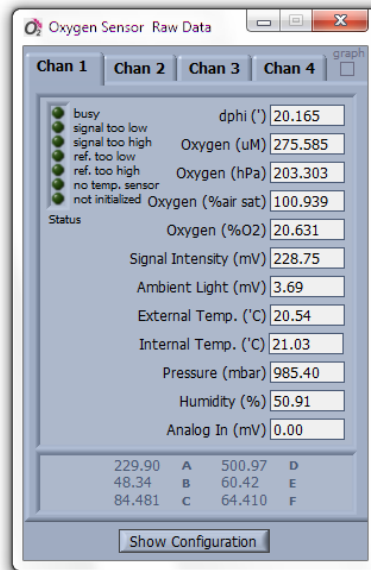 O2 Oxygen Sensor Raw Data
graph
Chan 1 Chan 2 Chan 3 Chan 4
busy
signal too low
signal too high
ref. too low
ref. too high
no temp. sensor
not initialized
Status
dphi (') 20.165
Oxygen (uM) 275.585
Oxygen (hPa) 203.303
Oxygen (%air sat) 100.939
Oxygen (%O2) 20.631
Signal Intensity (mV) 228.75
Ambient Light (mV) 3.69
External Temp. ('C) 20.54
Internal Temp. ('C) 21.03
Pressure (mbar) 985.40
Humidity (%) 50.91
Analog In (mV) 0.00
229.90 A 500.97 D
48.34 B 60.42 E
84.481 C 64.410 F
Show Configuration